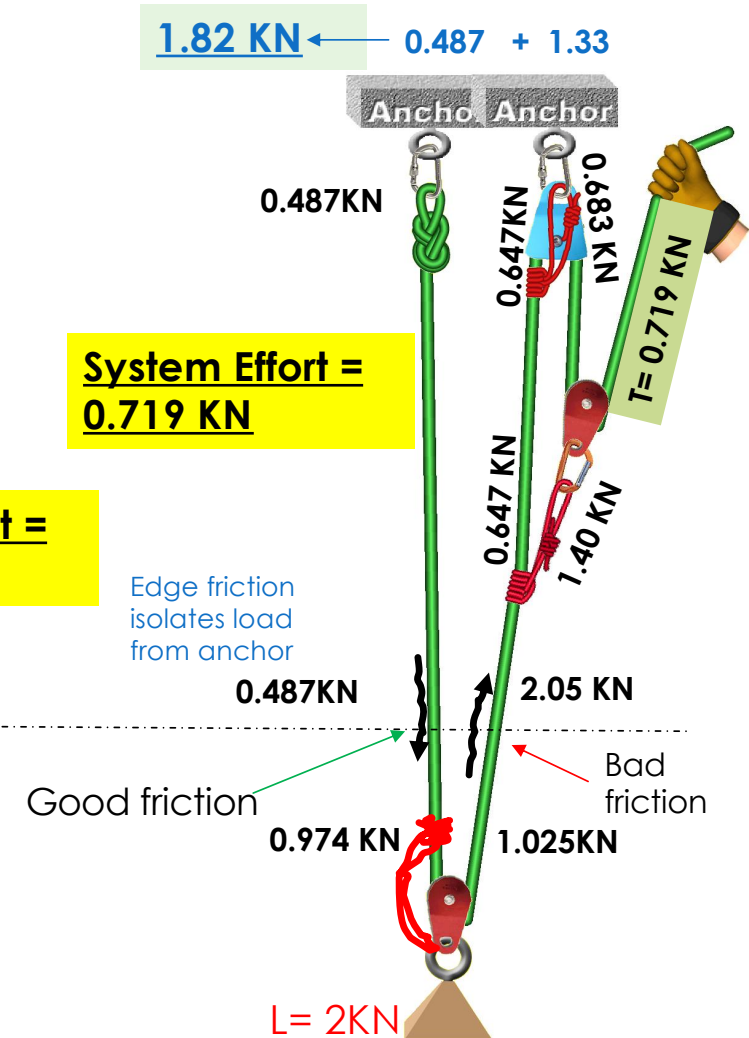 1.82 KN 0.487 + 1.33
Ancho Anchor
0.487KN
0.647KN
0.683 KN
T= 0.719 KN
System Effort =
0.719 KN
t =
0.647 KN
1.40 KN
Edge friction
isolates load
from anchor
0.487KN
2.05 KN
Good friction
Bad
friction
0.974 KN
1.025KN
L= 2KN